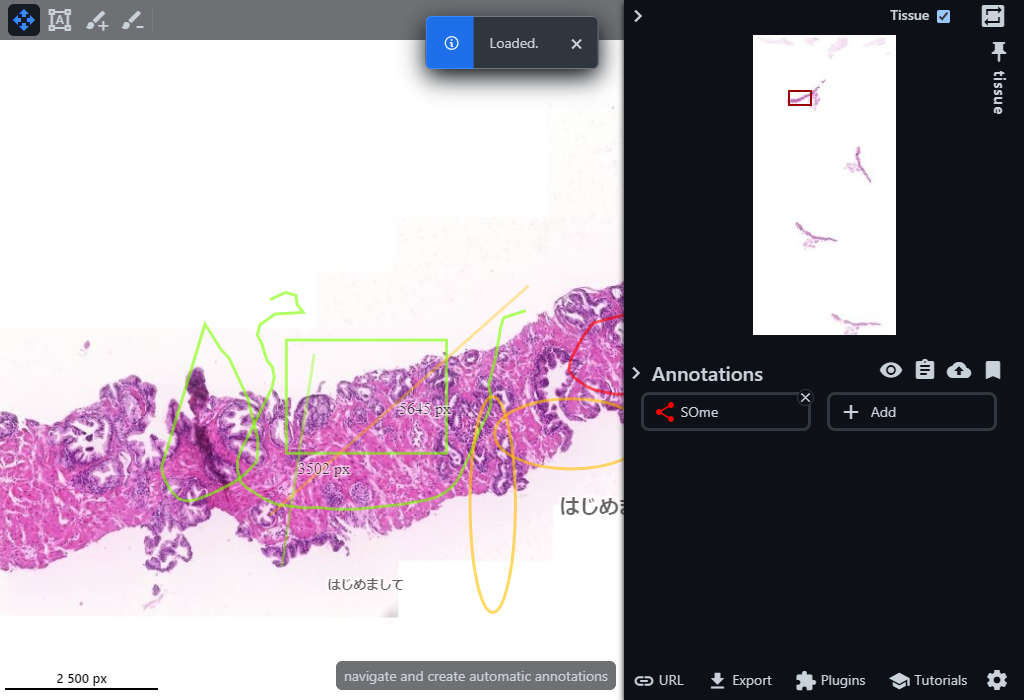 A
Loaded.
Tissue
tissue
5645 px
3502 px
はじめま
はじめまして
2 500 px
navigate and create automatic annotations
Annotations
SOme
Add
URL
Export
Plugins
Tutorials